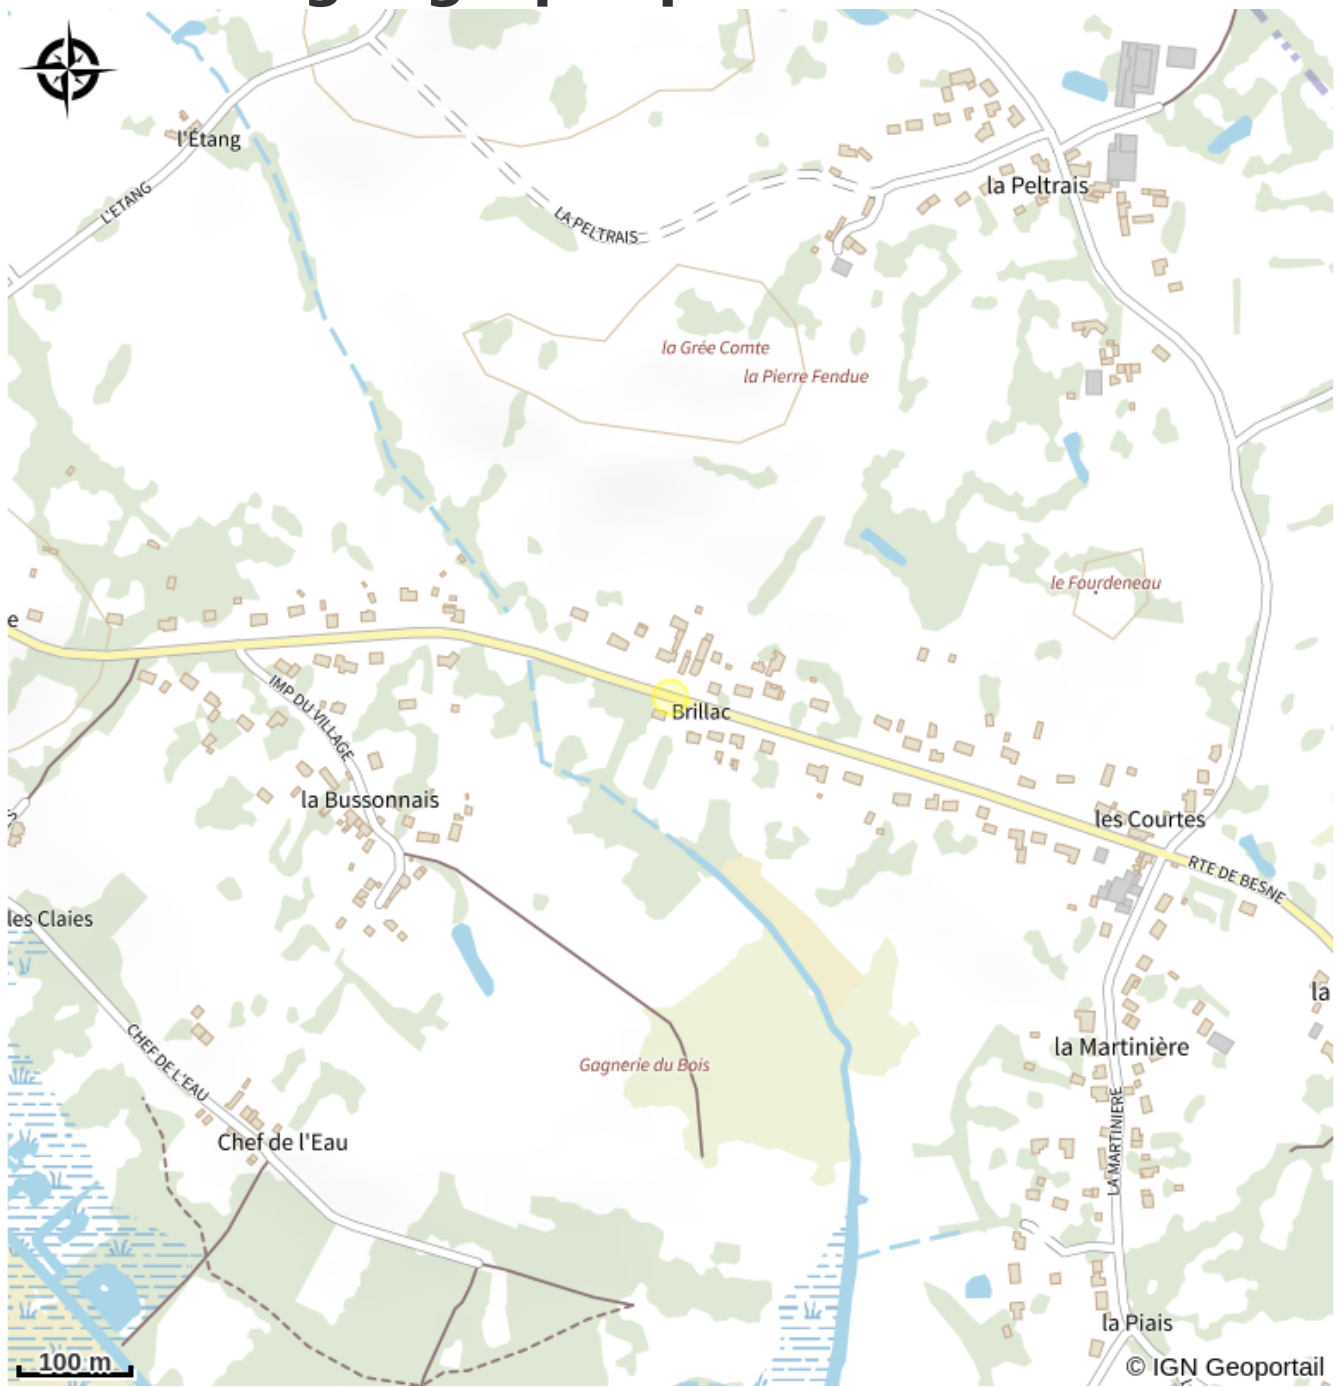 l'Étang
L'ETANG
LA PELTRAIS
la Peltrais
la Grée Comte
la Pierre Fendue
le Fourdeneau
e
IMP DU VILLAGE
Brillac
la Bussonnais
les Courtes
RTE DE BESNE
les Claies
la
CHEF DE L'EAU
Gagnerie du Bois
la Martinière
LA MARTINIERE
Chef de l'Eau
la Piais
100 m
© IGN Geoportail